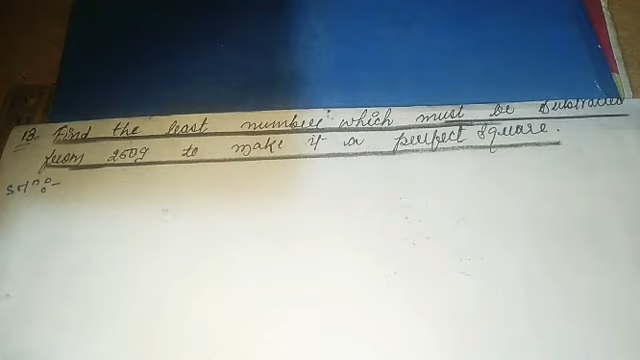 13. Find the least number which must be Subtracted
from 2509 to make it a perfect Square.
Soln:-